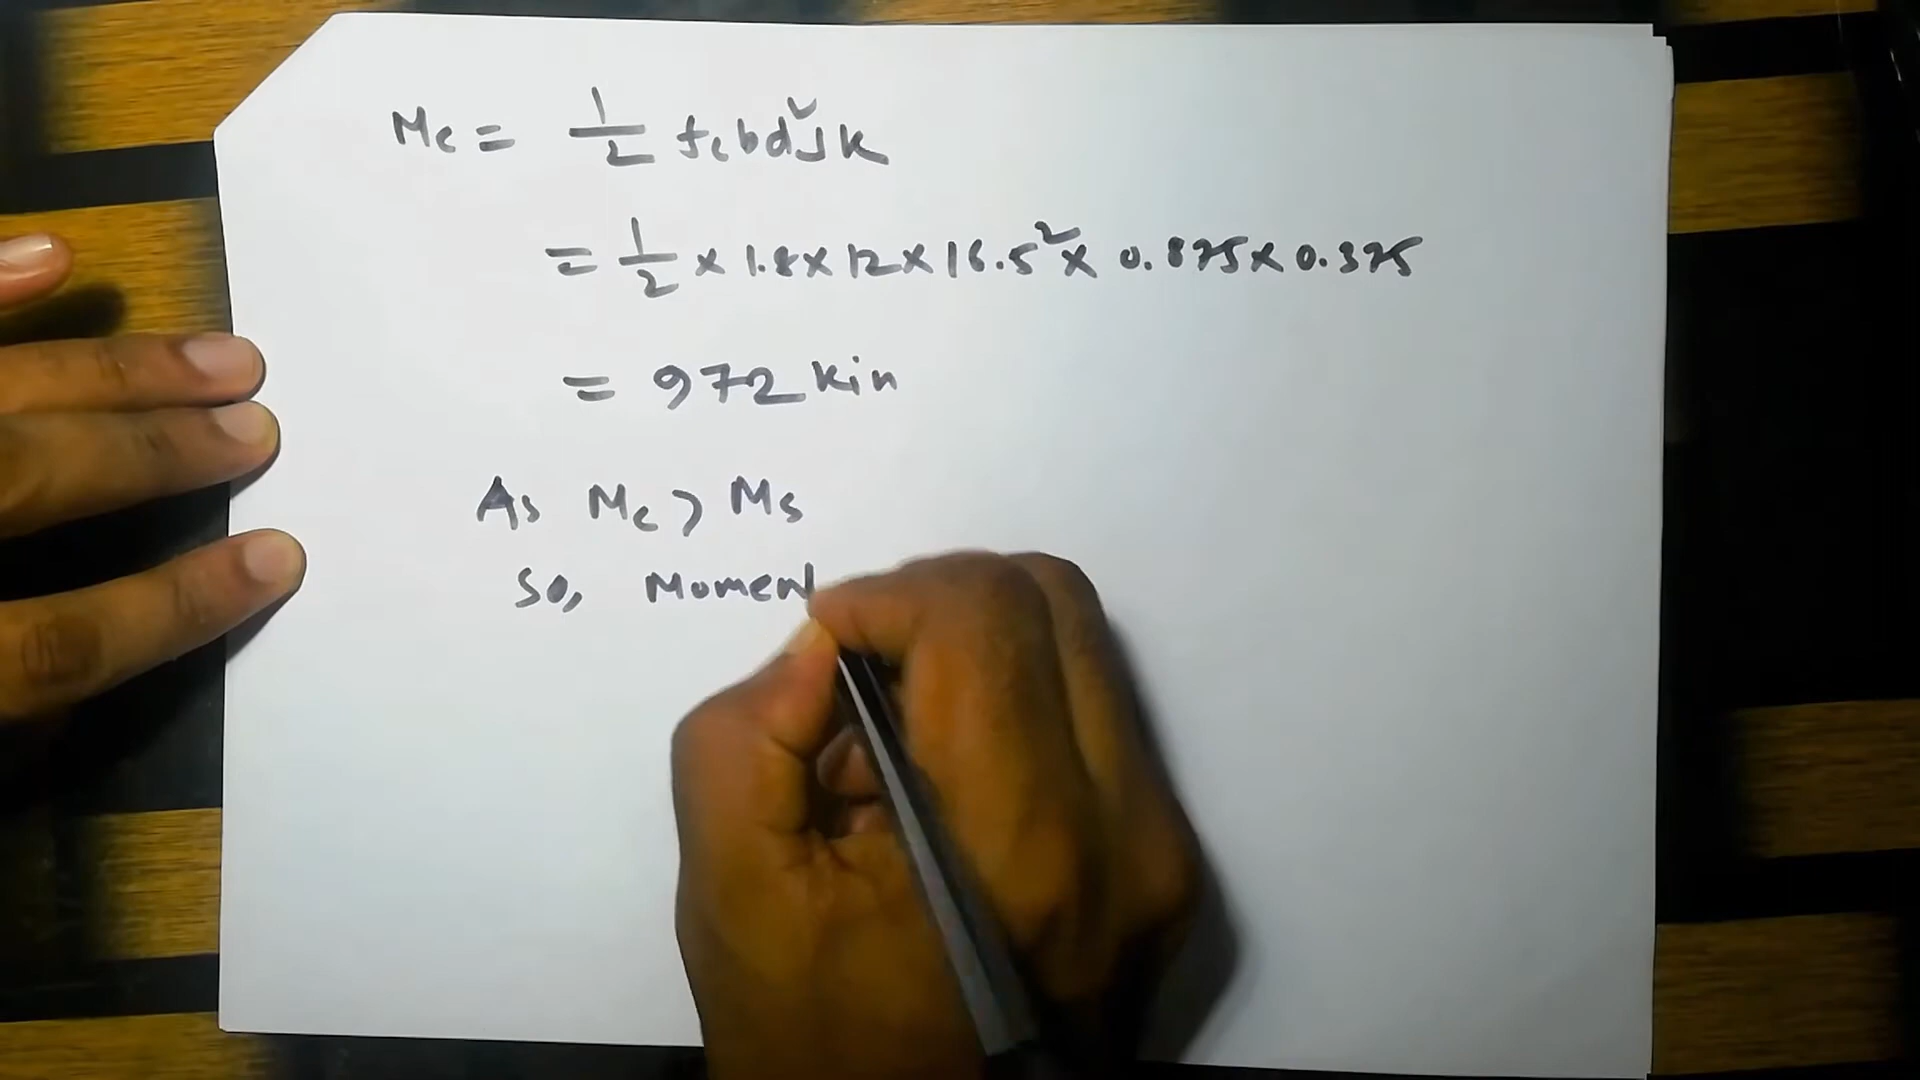 Mc = 1/2 fcbd²jk
= 1/2 × 1.8 × 12 × 16.5² × 0.875 × 0.375
= 972 kin
As Mc > Ms
So, Moment